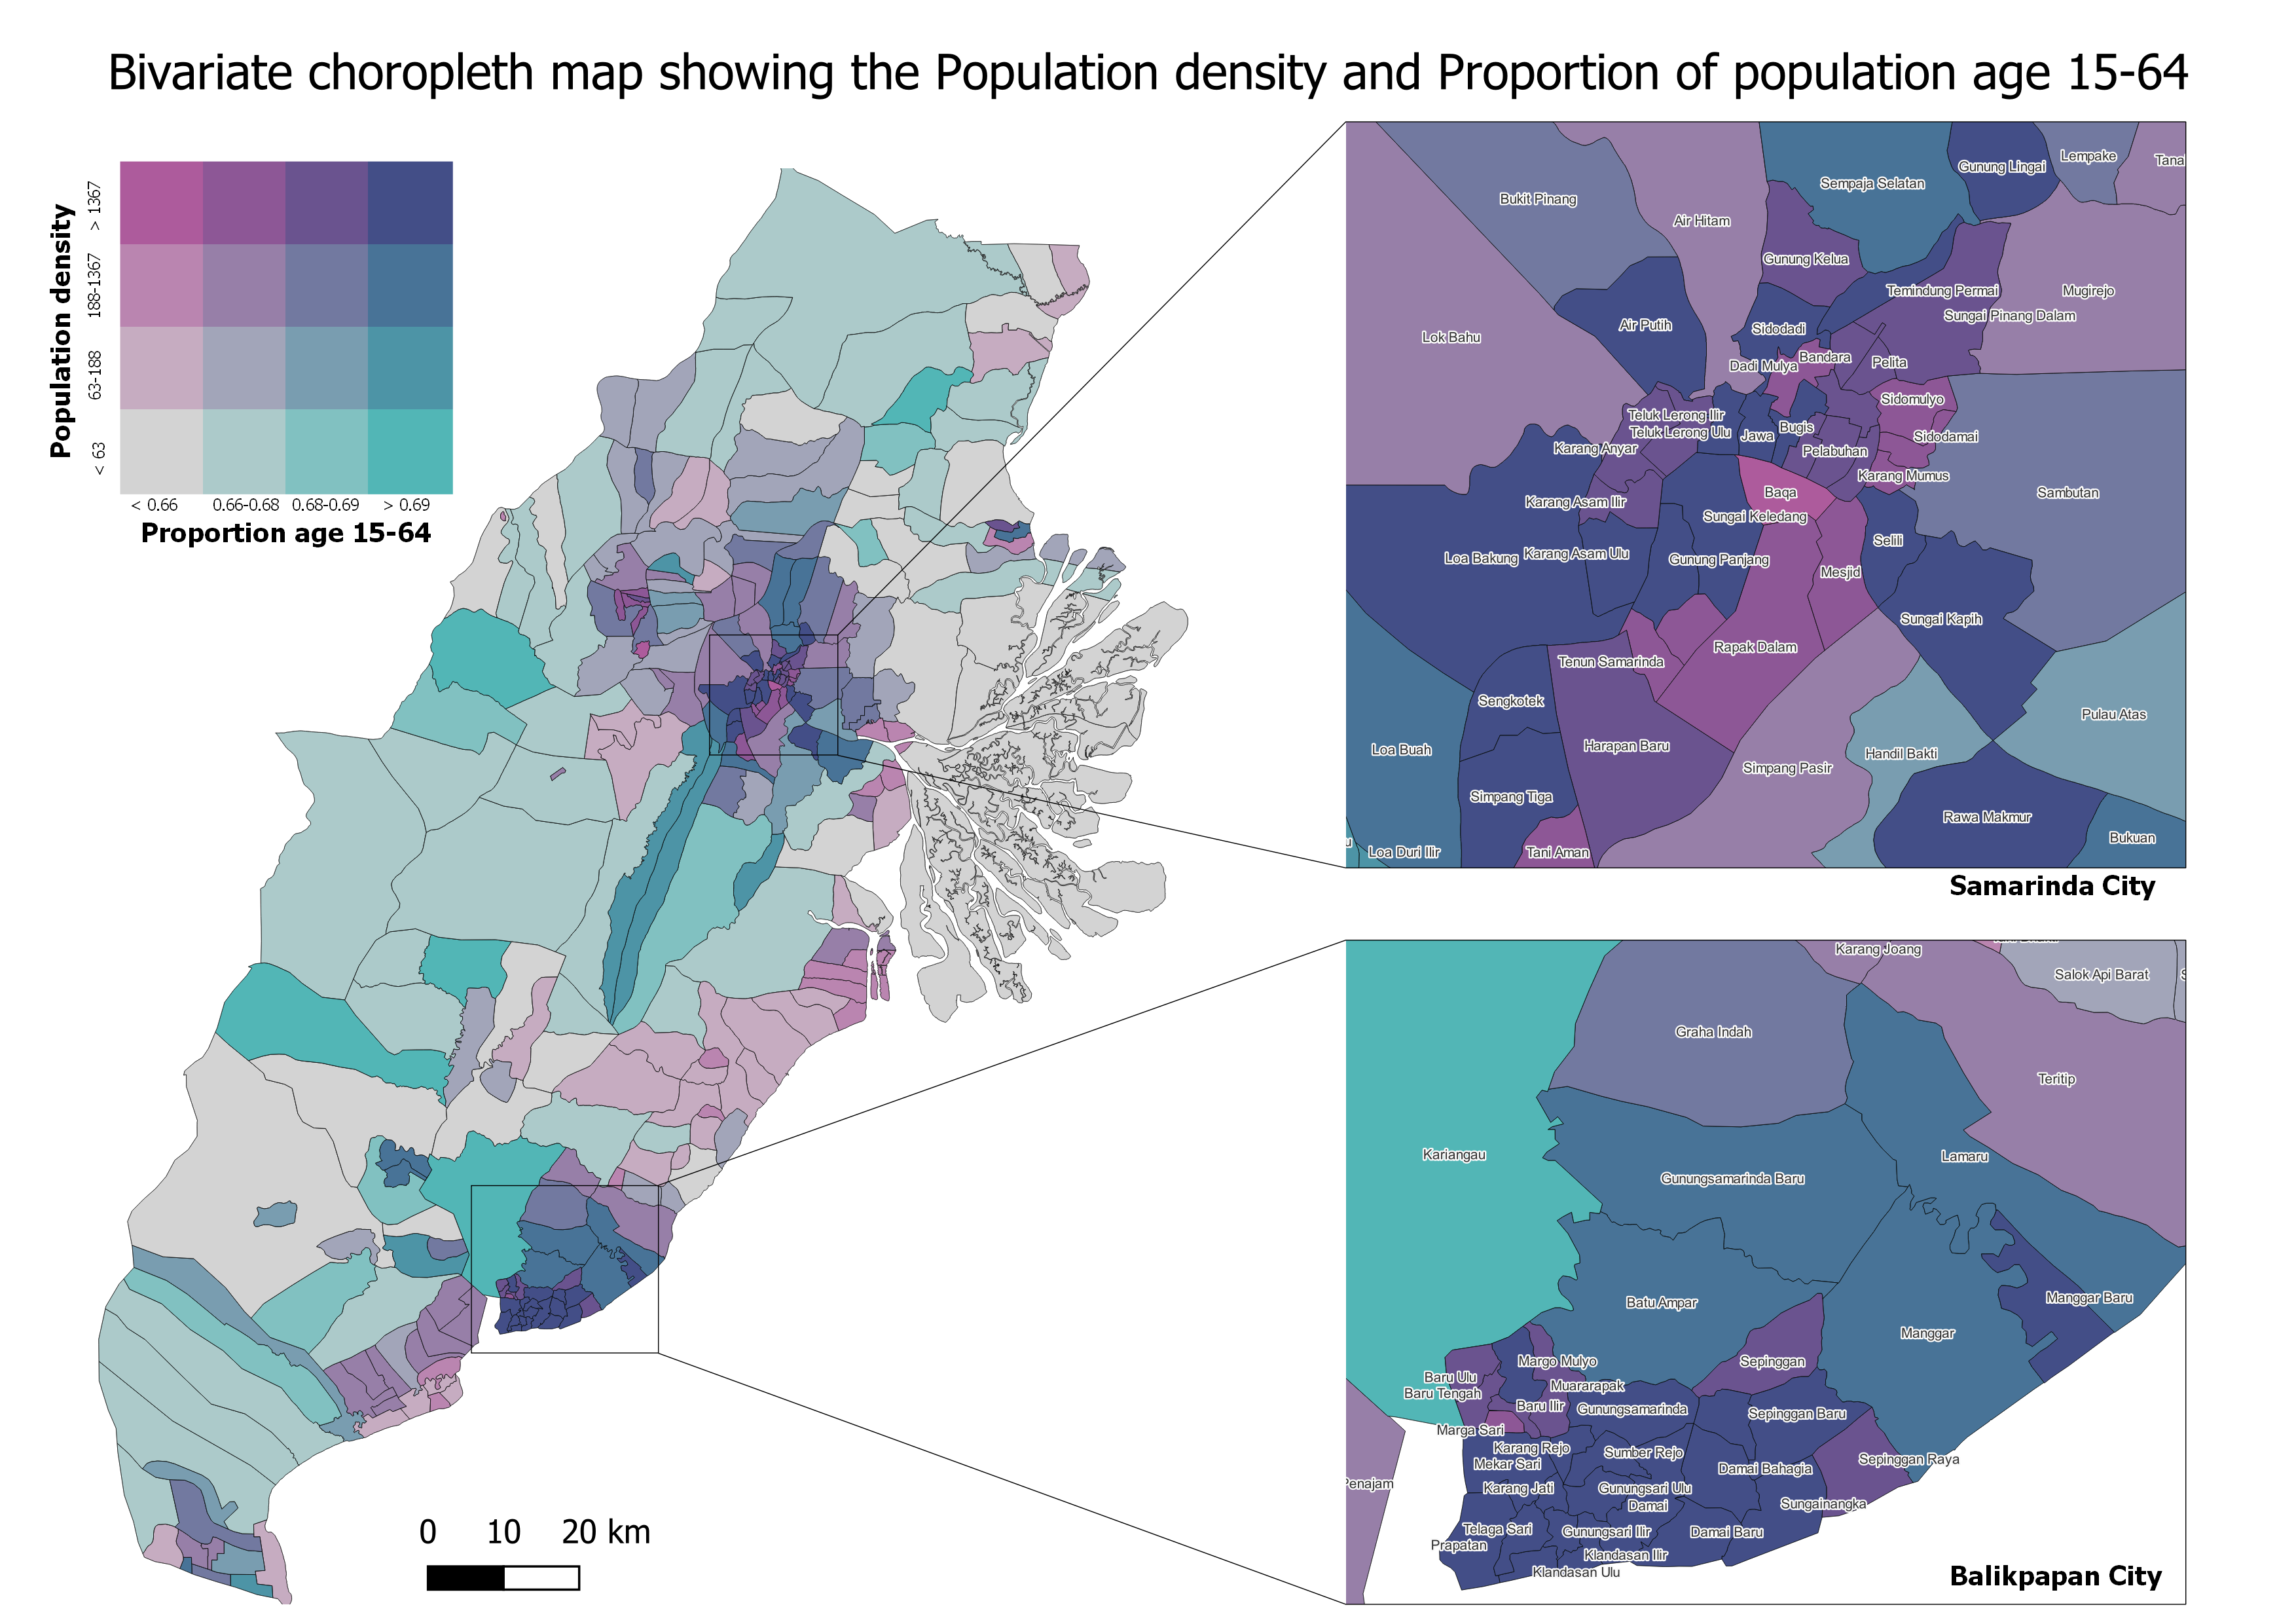 Bivariate choropleth map showing the Population density and Proportion of population age 15-64
Population density
> 1367
188-1367
63-188
< 63
< 0.66
0.66-0.68
0.68-0.69
> 0.69
Proportion age 15-64
0 10 20 km
Bukit Pinang
Air Hitam
Sempaja Selatan
Gunung Lingai
Lempake
Tana
Gunung Kelua
Temindung Permai
Mugirejo
Sungai Pinang Dalam
Lok Bahu
Air Putih
Sidodadi
Bandara
Dadi Mulya
Pelita
Sidomulyo
Teluk Lerong Ilir
Teluk Lerong Ulu
Jawa
Bugis
Sidodamai
Karang Anyar
Pelabuhan
Karang Mumus
Baqa
Sambutan
Karang Asam Ilir
Sungai Keledang
Selili
Loa Bakung
Karang Asam Ulu
Gunung Panjang
Mesjid
Sungai Kapih
Tenun Samarinda
Rapak Dalam
Sengkotek
Pulau Atas
Loa Buah
Harapan Baru
Handil Bakti
Simpang Pasir
Simpang Tiga
Rawa Makmur
Bukuan
u
Loa Duri Ilir
Tani Aman
Samarinda City
Karang Joang
Salok Api Barat
S
Graha Indah
Teritip
Kariangau
Lamaru
Gunungsamarinda Baru
Manggar Baru
Batu Ampar
Manggar
Margo Mulyo
Sepinggan
Baru Ulu
Muararapak
Baru Tengah
Baru Ilir
Gunungsamarinda
Sepinggan Baru
Marga Sari
Karang Rejo
Sumber Rejo
Sepinggan Raya
Mekar Sari
Damai Bahagia
Penajam
Karang Jati
Gunungsari Ulu
Damai
Sungainangka
Telaga Sari
Gunungsari Ilir
Damai Baru
Prapatan
Klandasan Ilir
Klandasan Ulu
Balikpapan City